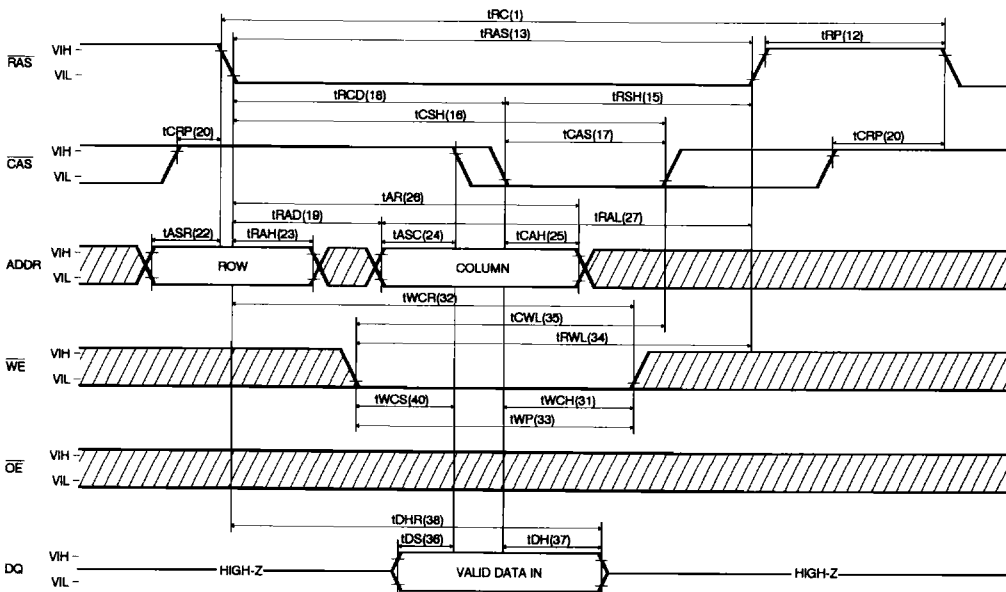 tRC(1)
tRAS(13)
tRP(12)
RAS
VIH
VIL
tRCD(18)
tRSH(15)
tCSH(16)
tCRP(20)
tCAS(17)
tCRP(20)
CAS
VIH
VIL
tAR(26)
tRAD(19)
tRAL(27)
tASR(22)
tRAH(23)
tASC(24)
tCAH(25)
ADDR
VIH
VIL
ROW
COLUMN
tWCR(32)
tCWL(35)
tRWL(34)
WE
VIH
VIL
tWCS(40)
tWCH(31)
tWP(33)
OE
VIH
VIL
tDHR(38)
tDS(36)
tDH(37)
DQ
VIH
VIL
HIGH-Z
VALID DATA IN
HIGH-Z